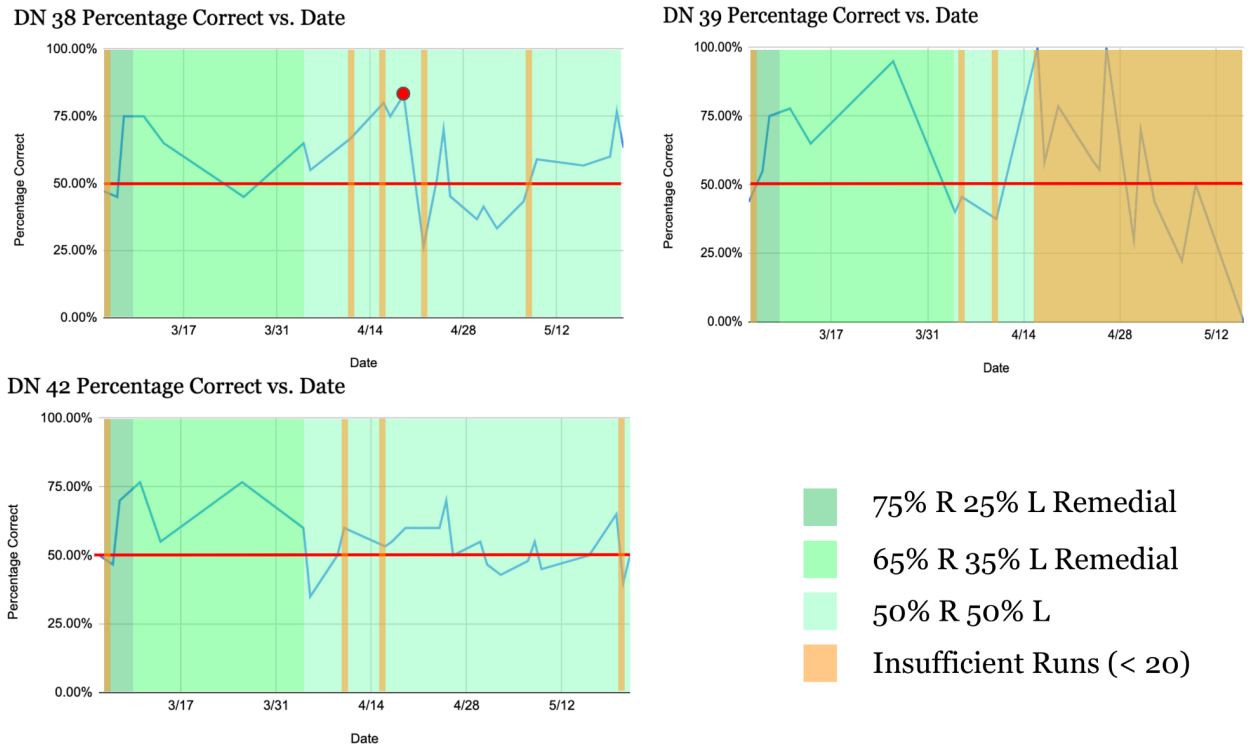 DN 38 Percentage Correct vs. Date
100.00%
75.00%
50.00%
25.00%
0.00%
Percentage Correct
3/17
3/31
4/14
4/28
5/12
Date
DN 39 Percentage Correct vs. Date
100.00%
75.00%
50.00%
25.00%
0.00%
Percentage Correct
3/17
3/31
4/14
4/28
5/12
Date
DN 42 Percentage Correct vs. Date
100.00%
75.00%
50.00%
25.00%
0.00%
Percentage Correct
3/17
3/31
4/14
4/28
5/12
Date
75% R 25% L Remedial
65% R 35% L Remedial
50% R 50% L
Insufficient Runs (< 20)